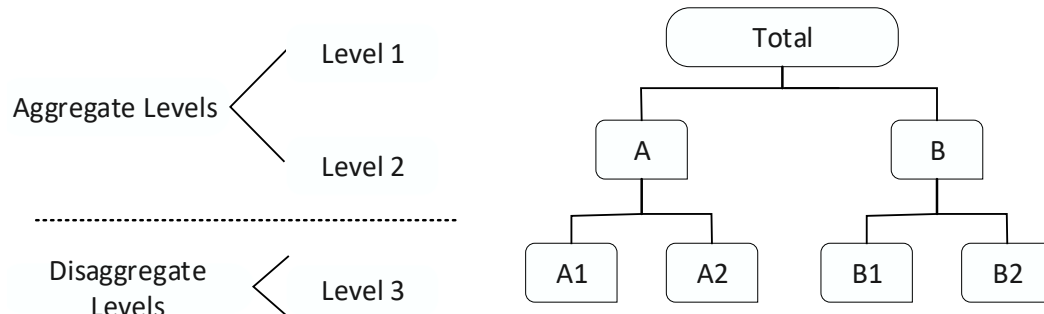 Level 1
Total
Aggregate Levels
A
B
Level 2
Disaggregate
Levels
Level 3
A1
A2
B1
B2